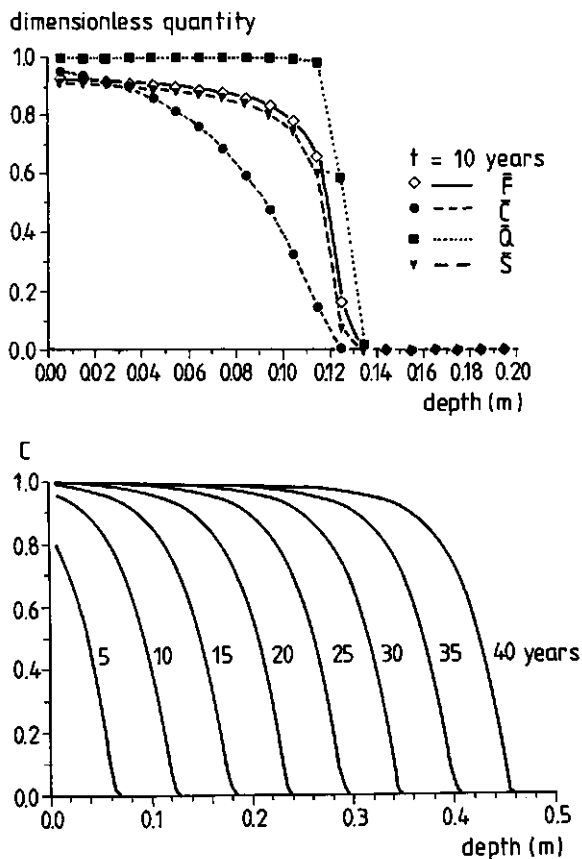 dimensionless quantity
1.0
0.8
0.6
0.4
0.2
0.0
t = 10 years
F̄
C̄
Q̄
S̄
0.00 0.02 0.04 0.06 0.08 0.10 0.12 0.14 0.16 0.18 0.20
depth (m)
C
1.0
0.8
0.6
0.4
0.2
0.0
5 10 15 20 25 30 35 40 years
0.0 0.1 0.2 0.3 0.4 0.5
depth (m)